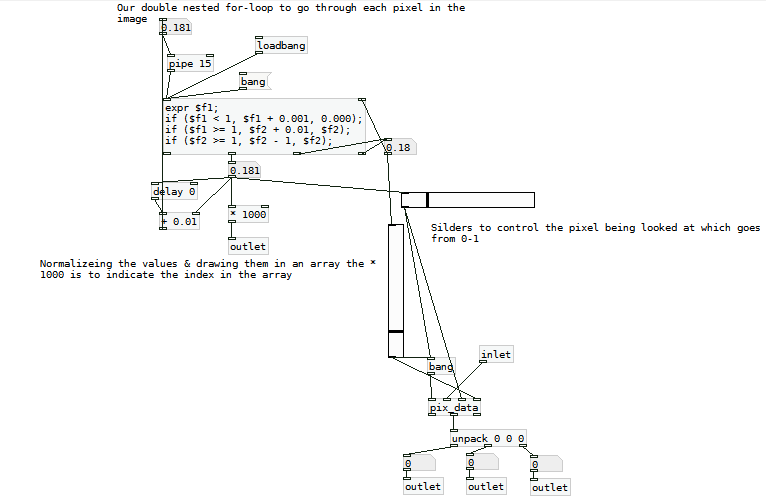 Our double nested for-loop to go through each pixel in the
image
0.181
loadbang
pipe 15
bang
expr $f1;
if ($f1 < 1, $f1 + 0.001, 0.000);
if ($f1 >= 1, $f2 + 0.01, $f2);
if ($f2 >= 1, $f2 - 1, $f2);
0.18
0.181
delay 0
* 1000
+ 0.01
Silders to control the pixel being looked at which goes
from 0-1
outlet
Normalizeing the values & drawing them in an array the *
1000 is to indicate the index in the array
inlet
bang
pix_data
unpack 0 0 0
0
0
0
outlet
outlet
outlet